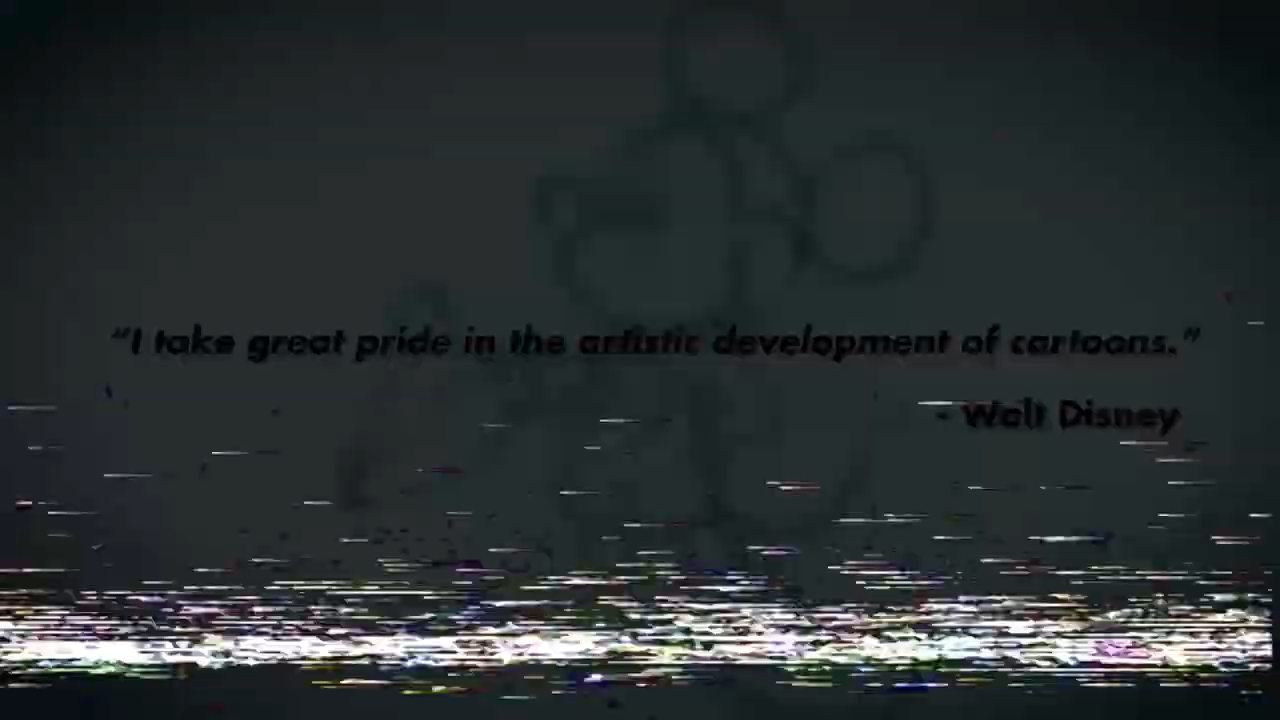 “I take great pride in the artistic development of cartoons.”
- Walt Disney